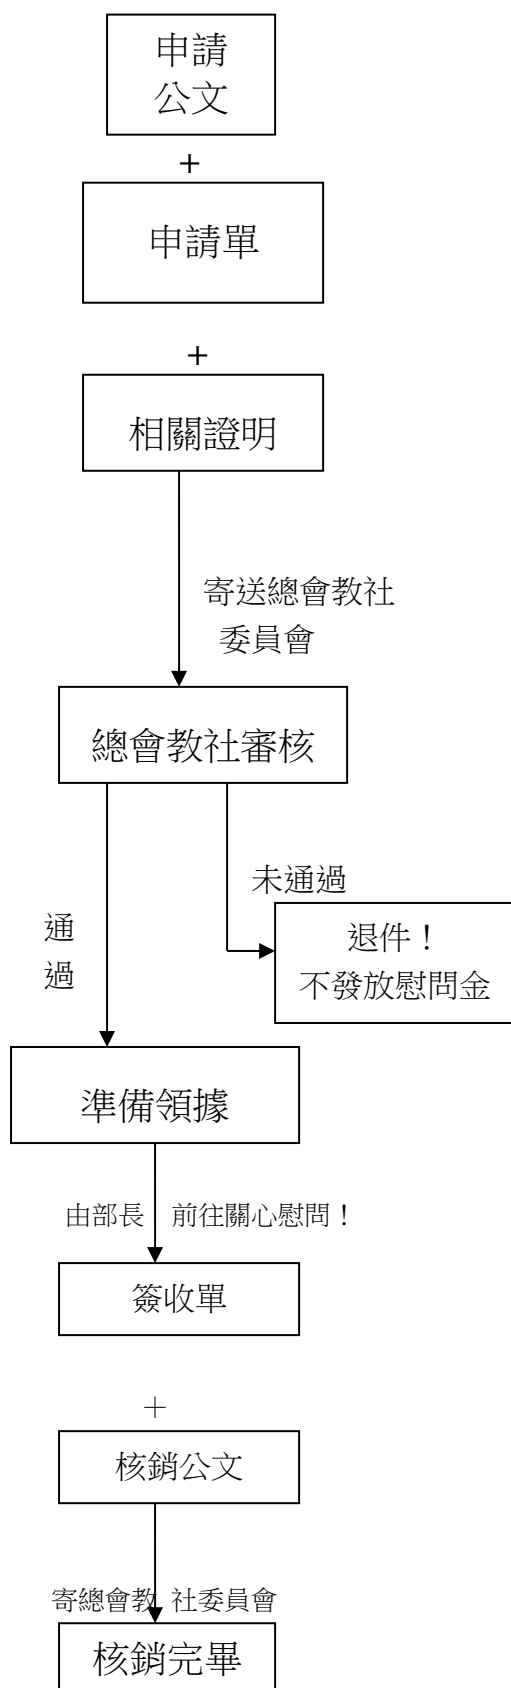 申請
公文
+
申請單
+
相關證明
寄送總會教社
委員會
總會教社審核
未通過
通
過
退件！
不發放慰問金
準備領據
由部長 前往關心慰問！
簽收單
＋
核銷公文
寄總會教 社委員會
核銷完畢